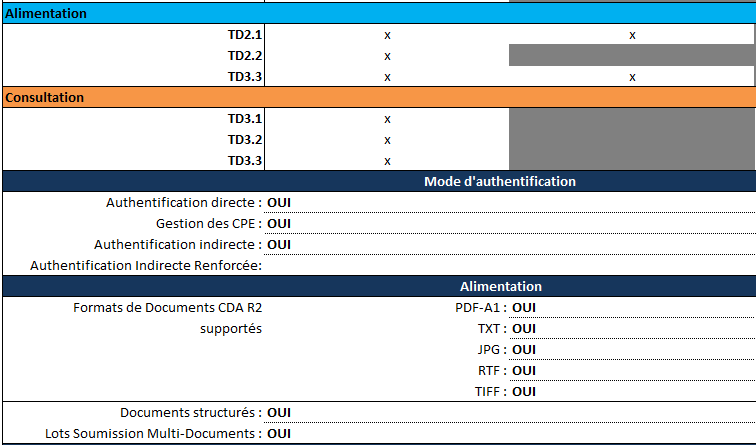 Alimentation
TD2.1 x x
TD2.2 x
TD3.3 x x
Consultation
TD3.1 x
TD3.2 x
TD3.3 x
Mode d'authentification
Authentification directe : OUI
Gestion des CPE : OUI
Authentification indirecte : OUI
Authentification Indirecte Renforcée:
Alimentation
Formats de Documents CDA R2 PDF-A1 : OUI
supportés TXT : OUI
JPG : OUI
RTF : OUI
TIFF : OUI
Documents structurés : OUI
Lots Soumission Multi-Documents : OUI